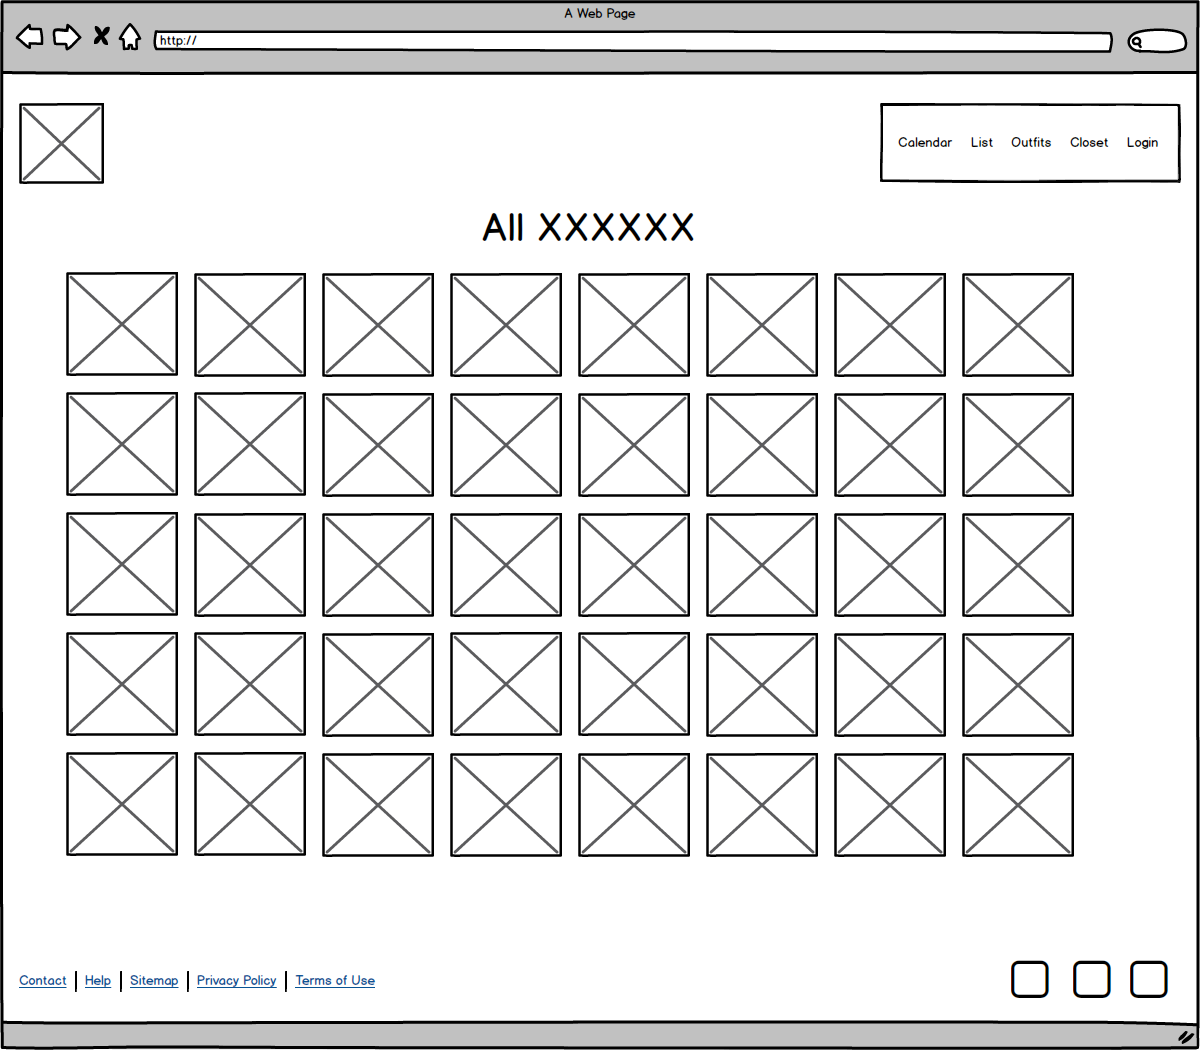 A Web Page
http://
Calendar List Outfits Closet Login
All XXXXXX
Contact Help Sitemap Privacy Policy Terms of Use